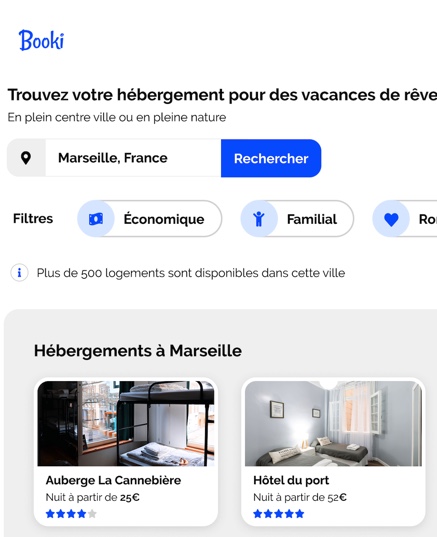 Booki
Trouvez votre hébergement pour des vacances de rêve
En plein centre ville ou en pleine nature
Marseille, France
Rechercher
Filtres
Économique
Familial
Ro
Plus de 500 logements sont disponibles dans cette ville
Hébergements à Marseille
Auberge La Cannebière
Nuit à partir de 25€
Hôtel du port
Nuit à partir de 52€